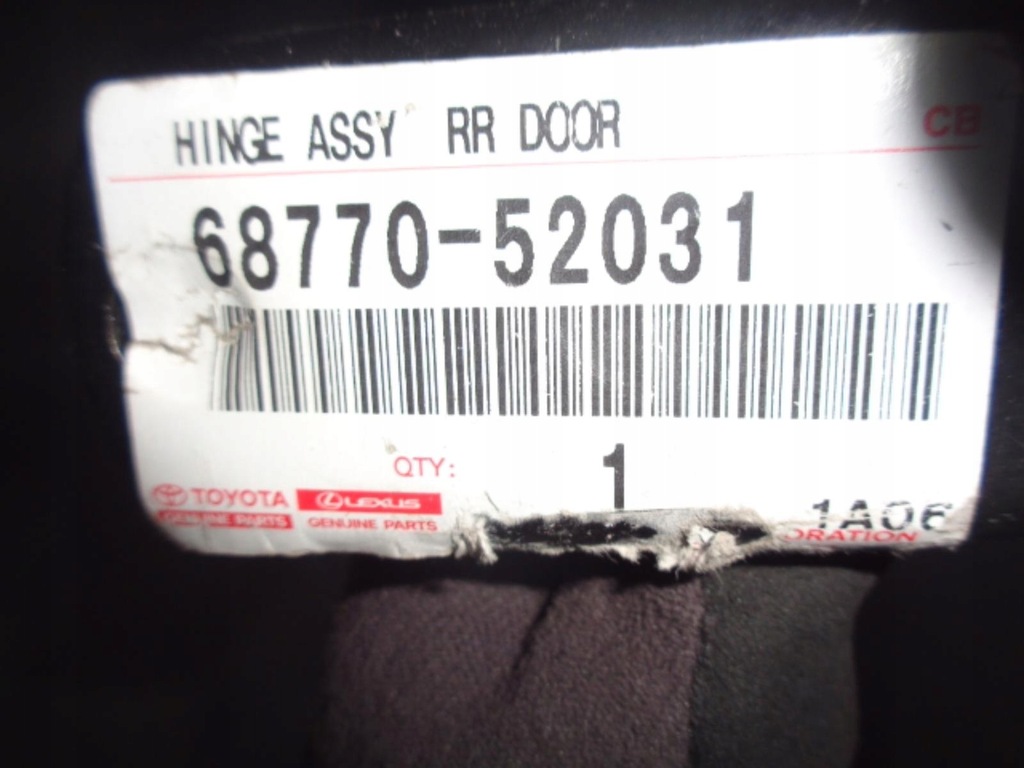 HINGE ASSY RR DOOR
CB
68770-52031
QTY: 1
TOYOTA LEXUS
GENUINE PARTS GENUINE PARTS
1A06
ORATION